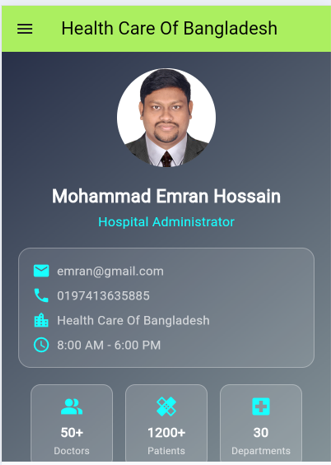 Health Care Of Bangladesh
Mohammad Emran Hossain
Hospital Administrator
emran@gmail.com
0197413635885
Health Care Of Bangladesh
8:00 AM - 6:00 PM
50+ 1200+ 30
Doctors Patients Departments